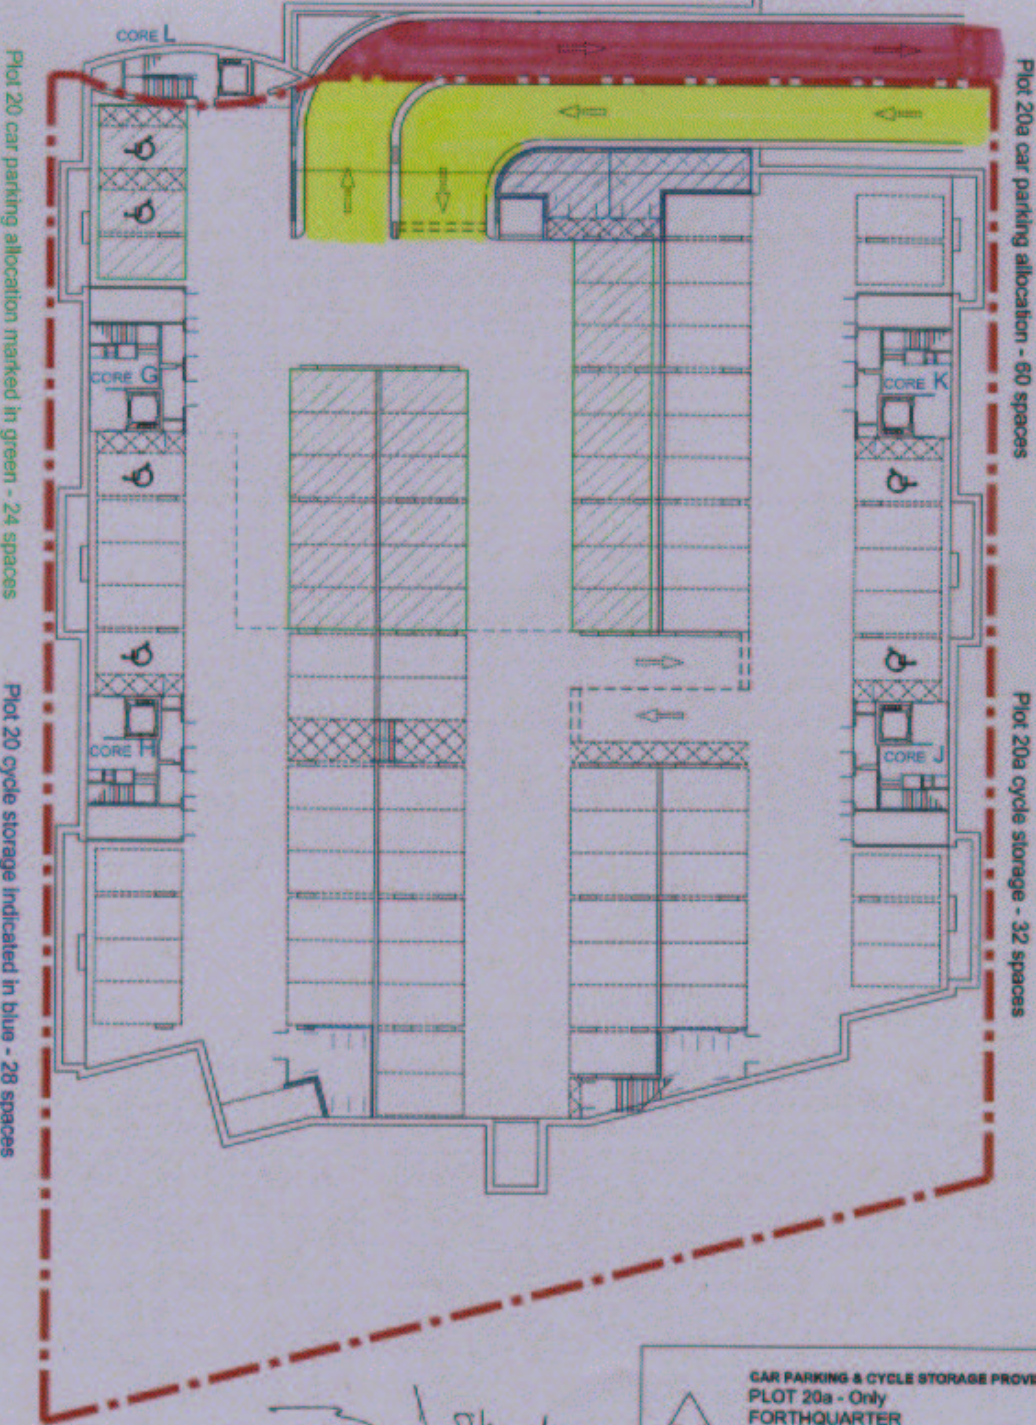 CORE L
Plot 20a car parking allocation - 60 spaces
Plot 20 car parking allocation marked in green - 24 spaces
CORE G
CORE K
CORE H
CORE J
Plot 20a cycle storage - 32 spaces
Plot 20 cycle storage indicated in blue - 28 spaces
CAR PARKING & CYCLE STORAGE
PLOT 20a - Only
FORTHQUARTER